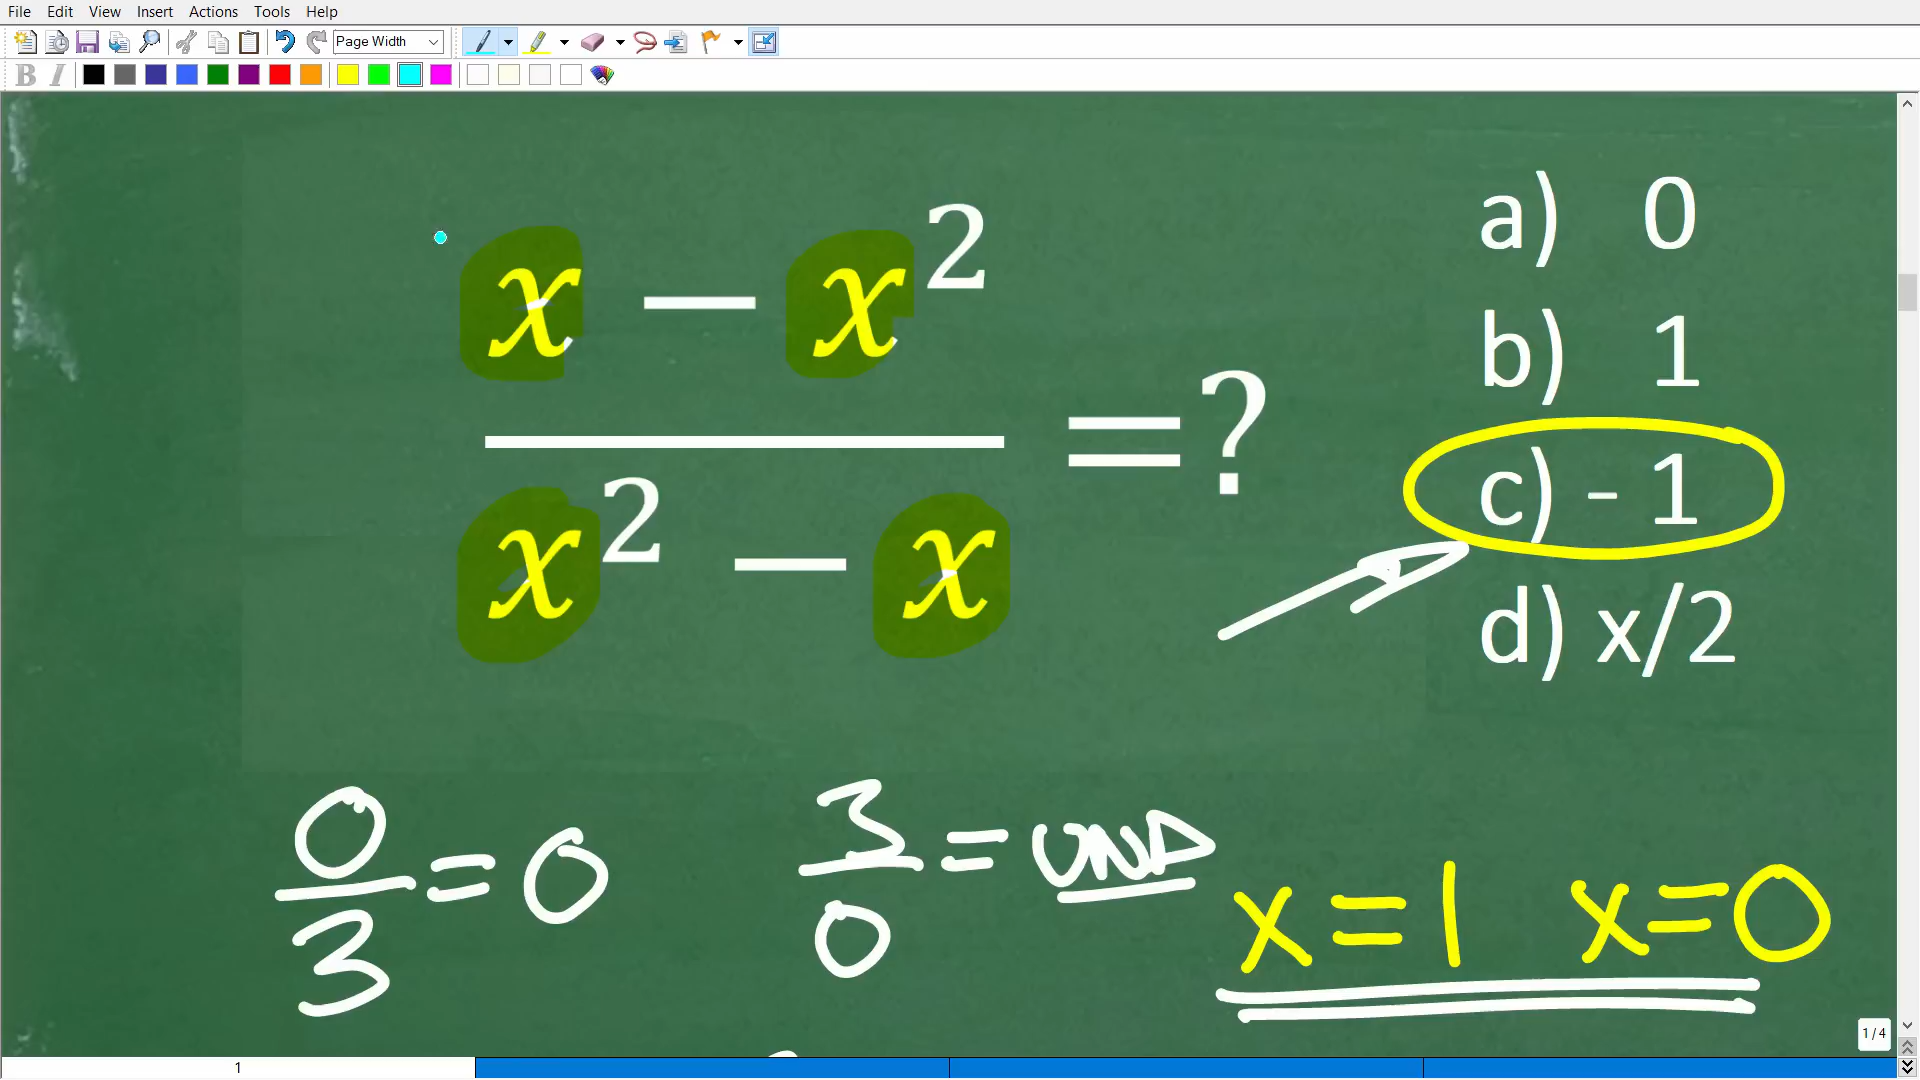 File Edit View Insert Actions Tools Help
Page Width
B I
x − x² a) 0
b) 1
= ?
x² − x c) - 1
d) x/2
0/3 = 0 3/0 = UND x = 1 x = 0
1 / 4
1